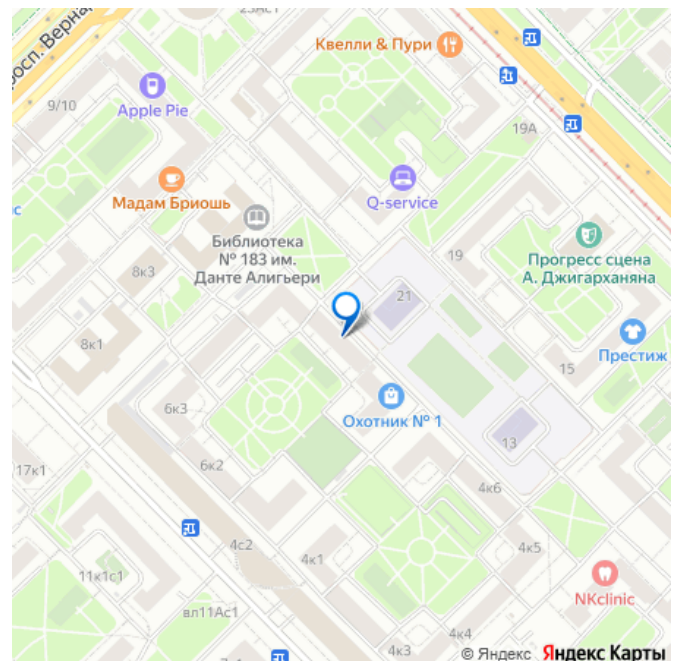 23Ас1
просп. Верна
Квелли & Пури
9/10
Apple Pie
19А
Мадам Бриошь
с
Q-service
Библиотека
№ 183 им.
Данте Алигьери
19
Прогресс сцена
А. Джигарханяна
8к3
21
8к1
Престиж
15
6к3
Охотник № 1
13
17к1
6к2
4к6
4с2
4к1
4к5
11к1с1
NKclinic
вл11Ас1
4к4
4к3
© Яндекс Яндекс Карты